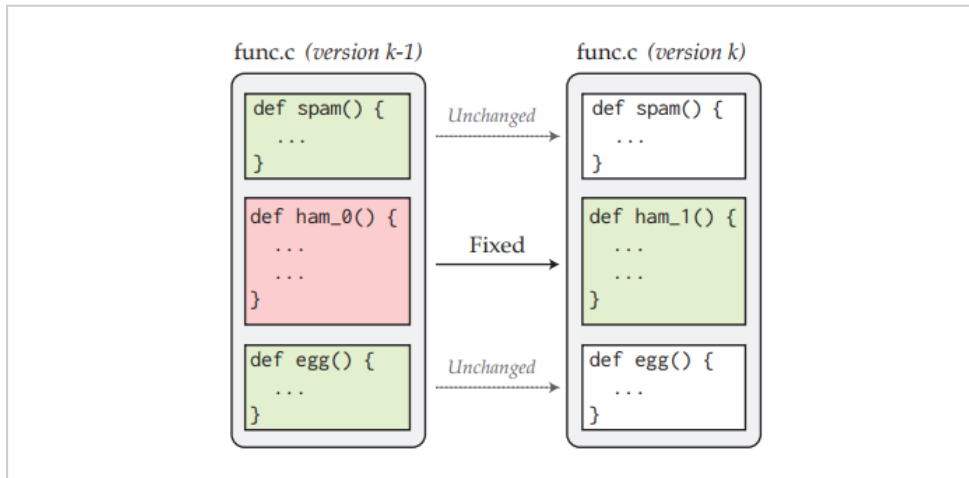 func.c (version k-1)
def spam() {
...
}
def ham_0() {
...
...
}
def egg() {
...
}
Unchanged
Fixed
Unchanged
func.c (version k)
def spam() {
...
}
def ham_1() {
...
...
}
def egg() {
...
}